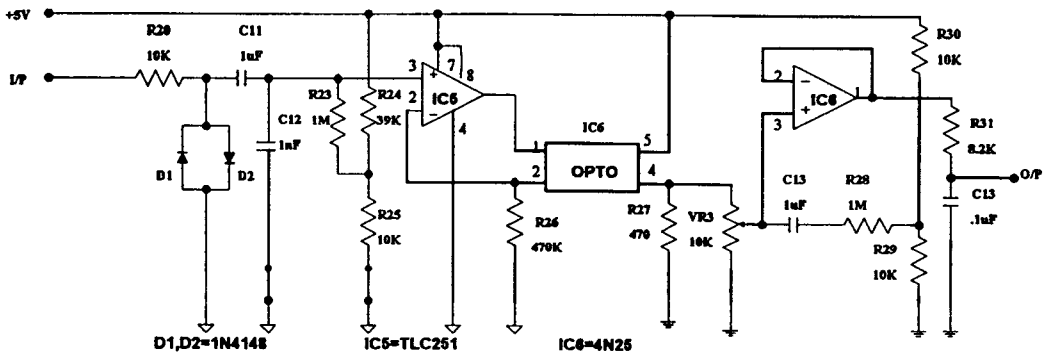 +5V
R20
10K
C11
1uF
I/P
D1
D2
C12
1nF
R23
1M
R24
39K
R25
10K
3
2
7
8
4
IC5
R26
470K
IC6
1
2
5
4
OPTO
R27
470
VR3
10K
C13
1uF
R28
1M
2
3
1
IC6
R30
10K
R29
10K
R31
8.2K
O/P
C13
.1uF
D1,D2=1N4148
IC5=TLC251
IC6=4N25